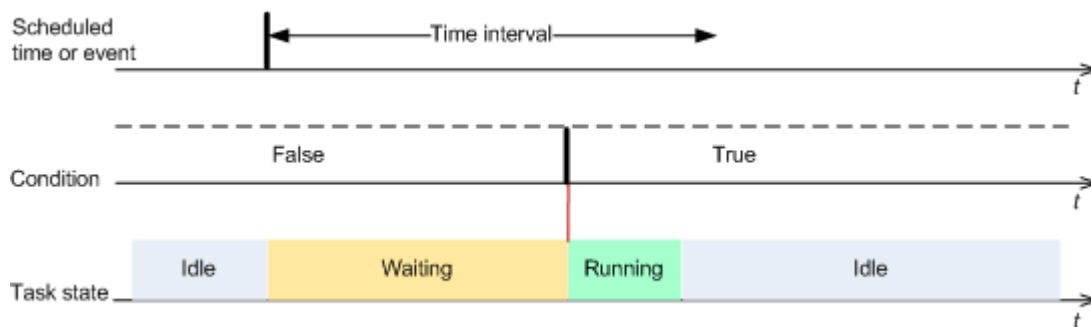 Scheduled
time or event
Time interval
t
False
True
Condition
t
Idle
Waiting
Running
Idle
Task state
t